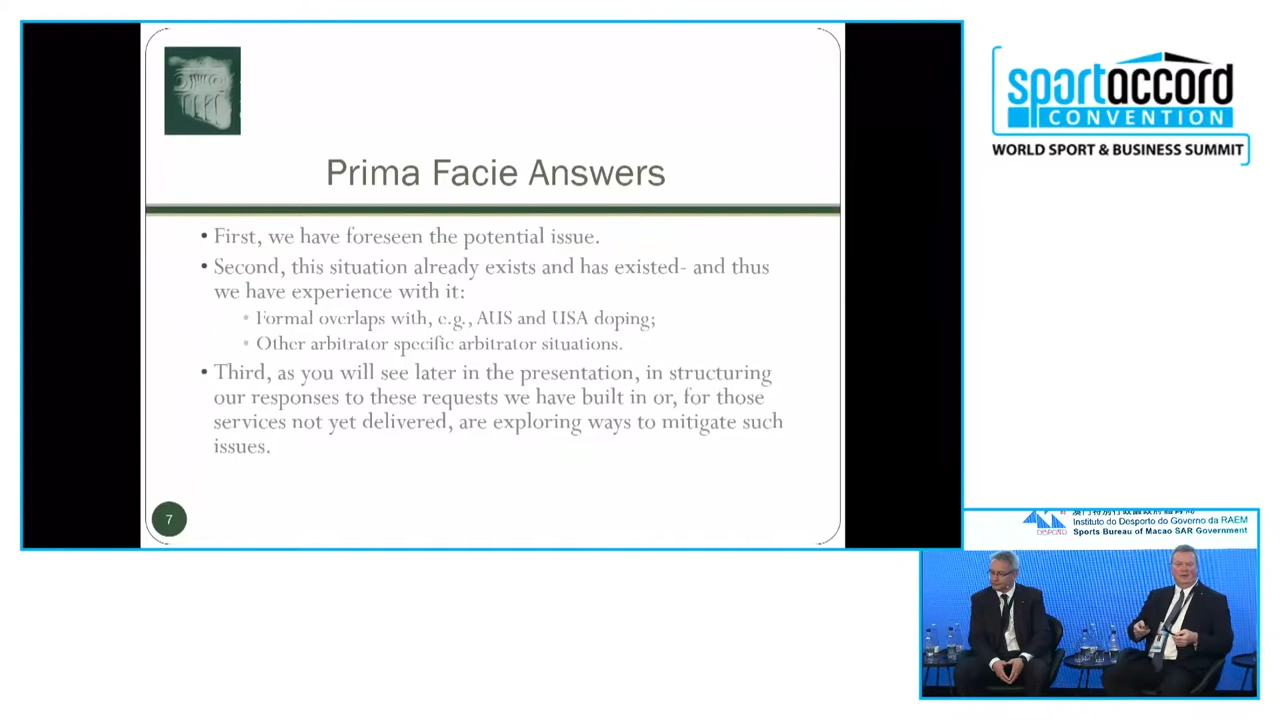 Prima Facie Answers
• First, we have foreseen the potential issue.
• Second, this situation already exists and has existed- and thus
we have experience with it:
• Formal overlaps with, e.g., AUS and USA doping;
• Other arbitrator specific arbitrator situations.
• Third, as you will see later in the presentation, in structuring
our responses to these requests we have built in or, for those
services not yet delivered, are exploring ways to mitigate such
issues.
7
sportaccord
CONVENTION
WORLD SPORT & BUSINESS SUMMIT
DESPORTO
Instituto do Desporto do Governo da RAEM
Sports Bureau of Macao SAR Government